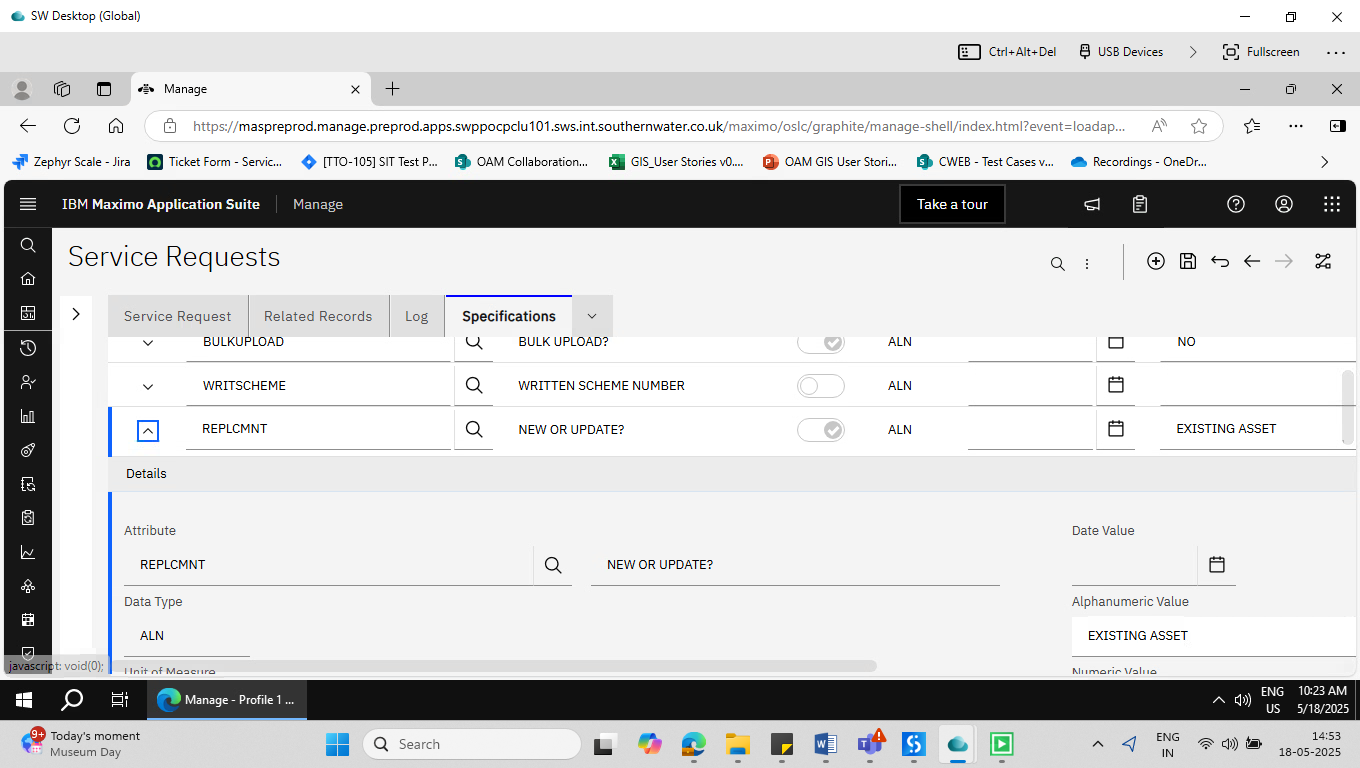 SW Desktop (Global)
Ctrl+Alt+Del
USB Devices
Fullscreen
Manage
https://maspreprod.manage.preprod.apps.swppocpclu101.sws.int.southernwater.co.uk/maximo/oslc/graphite/manage-shell/index.html?event=loadap...
Zephyr Scale - Jira
Ticket Form - Servic...
[TTO-105] SIT Test P...
OAM Collaboration...
GIS_User Stories v0....
OAM GIS User Stori...
CWEB - Test Cases v...
Recordings - OneDr...
IBM Maximo Application Suite
Manage
Take a tour
Service Requests
Service Request
Related Records
Log
Specifications
BULKUPLOAD
BULK UPLOAD?
ALN
NO
WRITSCHEME
WRITTEN SCHEME NUMBER
ALN
REPLCMNT
NEW OR UPDATE?
ALN
EXISTING ASSET
Details
Attribute
Date Value
REPLCMNT
NEW OR UPDATE?
Data Type
Alphanumeric Value
ALN
EXISTING ASSET
Unit of Measure
Numeric Value
javascript: void(0);
Manage - Profile 1 ...
ENG
US
10:23 AM
5/18/2025
9+
Today's moment
Museum Day
Search
ENG
IN
14:53
18-05-2025